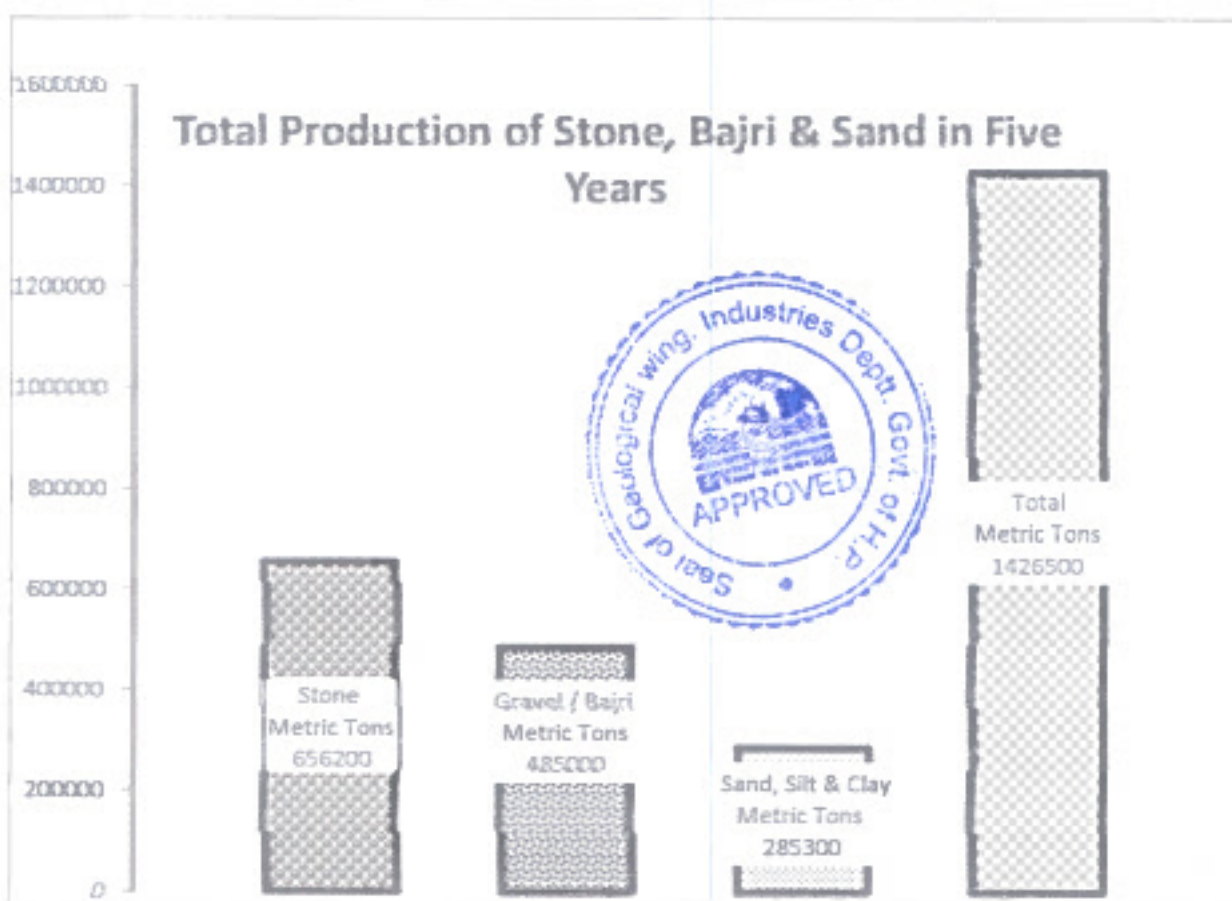 Total Production of Stone, Bajri & Sand in Five
Years
1600000
1400000
1200000
1000000
800000
600000
400000
200000
0
Stone
Metric Tons
656200
Gravel / Bajri
Metric Tons
485000
Sand, Silt & Clay
Metric Tons
285300
Total
Metric Tons
1426500
Seal of Geological wing. Industries Deptt. Govt. of H.P.
APPROVED